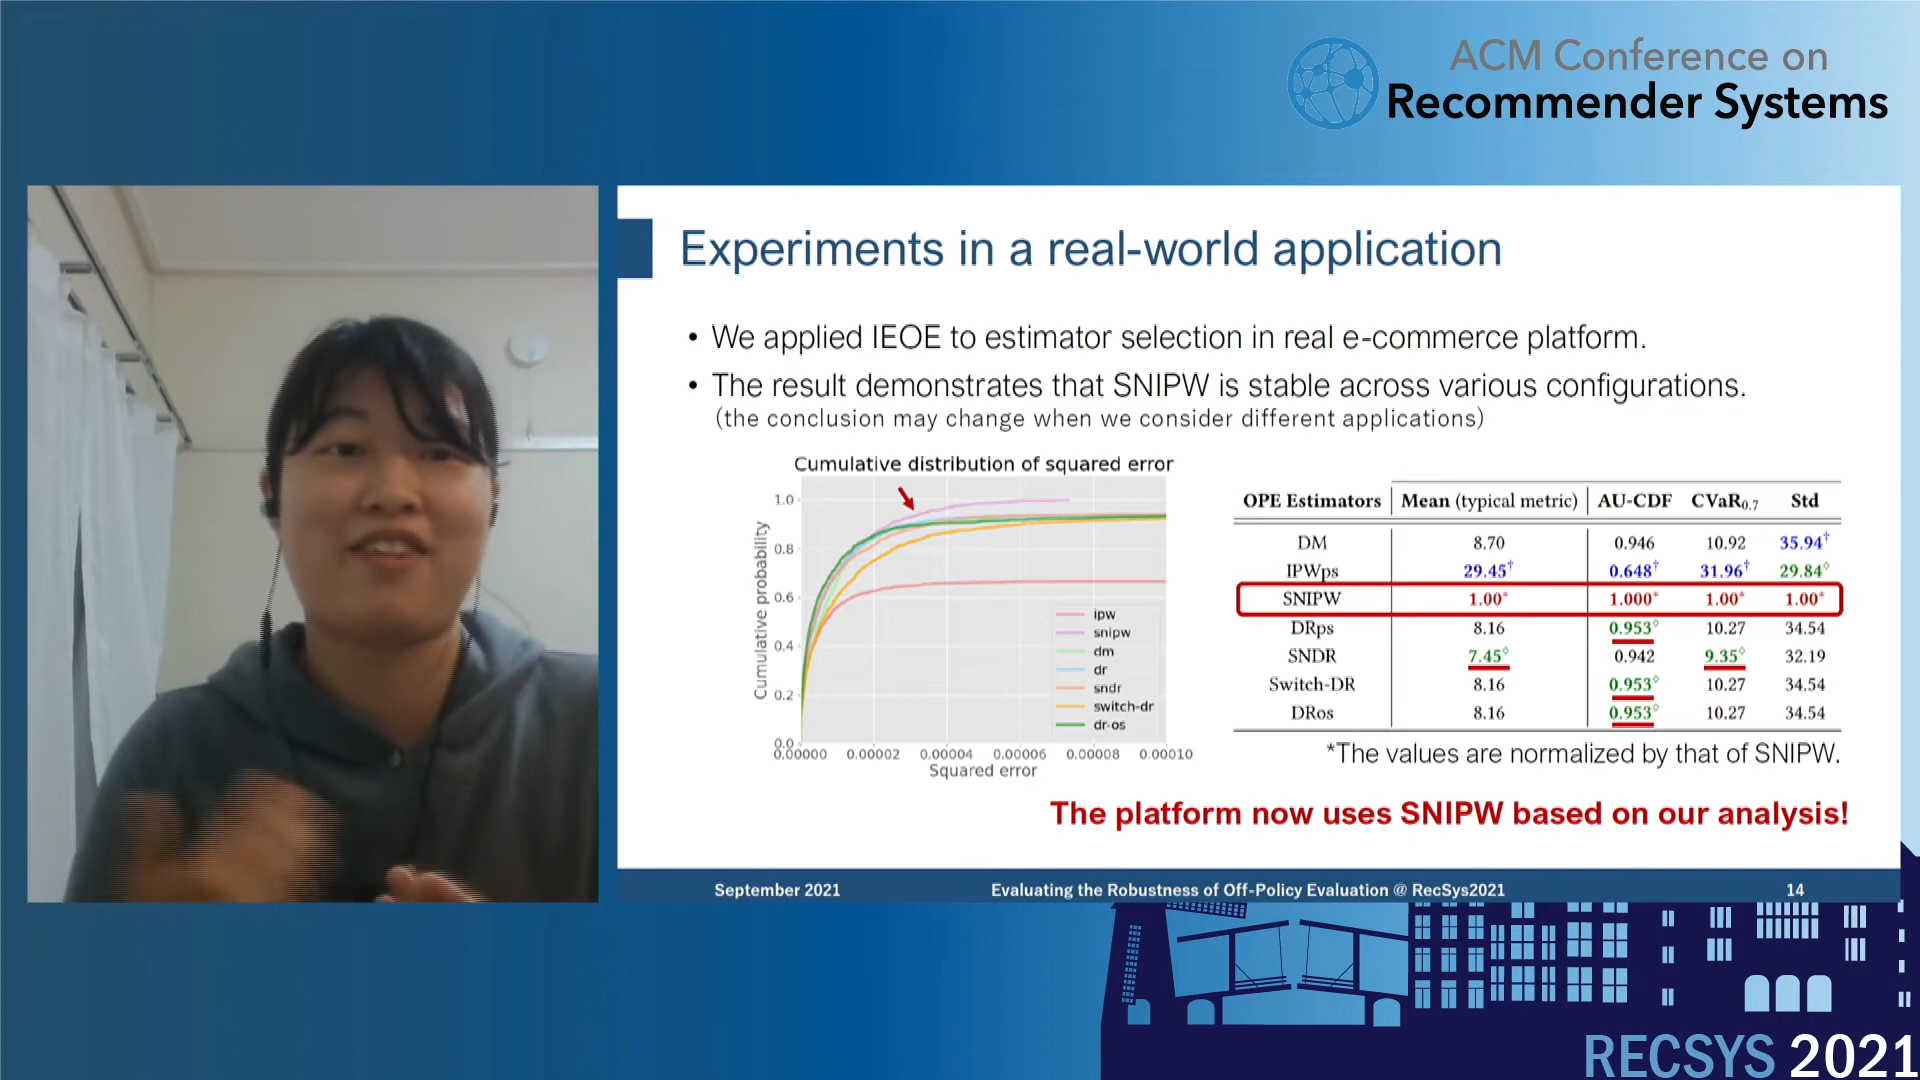 ACM Conference on
Recommender Systems
Experiments in a real-world application
• We applied IEOE to estimator selection in real e-commerce platform.
• The result demonstrates that SNIPW is stable across various configurations.
(the conclusion may change when we consider different applications)
Cumulative distribution of squared error
Cumulative probability
1.0
0.8
0.6
0.4
0.2
0.0
0.00000 0.00002 0.00004 0.00006 0.00008 0.00010
Squared error
ipw
snipw
dm
dr
sndr
switch-dr
dr-os
OPE Estimators Mean (typical metric) AU-CDF CVaR0.7 Std
DM 8.70 0.946 10.92 35.94†
IPWps 29.45† 0.648† 31.96† 29.84⋄
SNIPW 1.00* 1.000* 1.00* 1.00*
DRps 8.16 0.953⋄ 10.27 34.54
SNDR 7.45⋄ 0.942 9.35⋄ 32.19
Switch-DR 8.16 0.953⋄ 10.27 34.54
DRos 8.16 0.953⋄ 10.27 34.54
*The values are normalized by that of SNIPW.
The platform now uses SNIPW based on our analysis!
September 2021 Evaluating the Robustness of Off-Policy Evaluation @ RecSys2021 14
RECSYS 2021